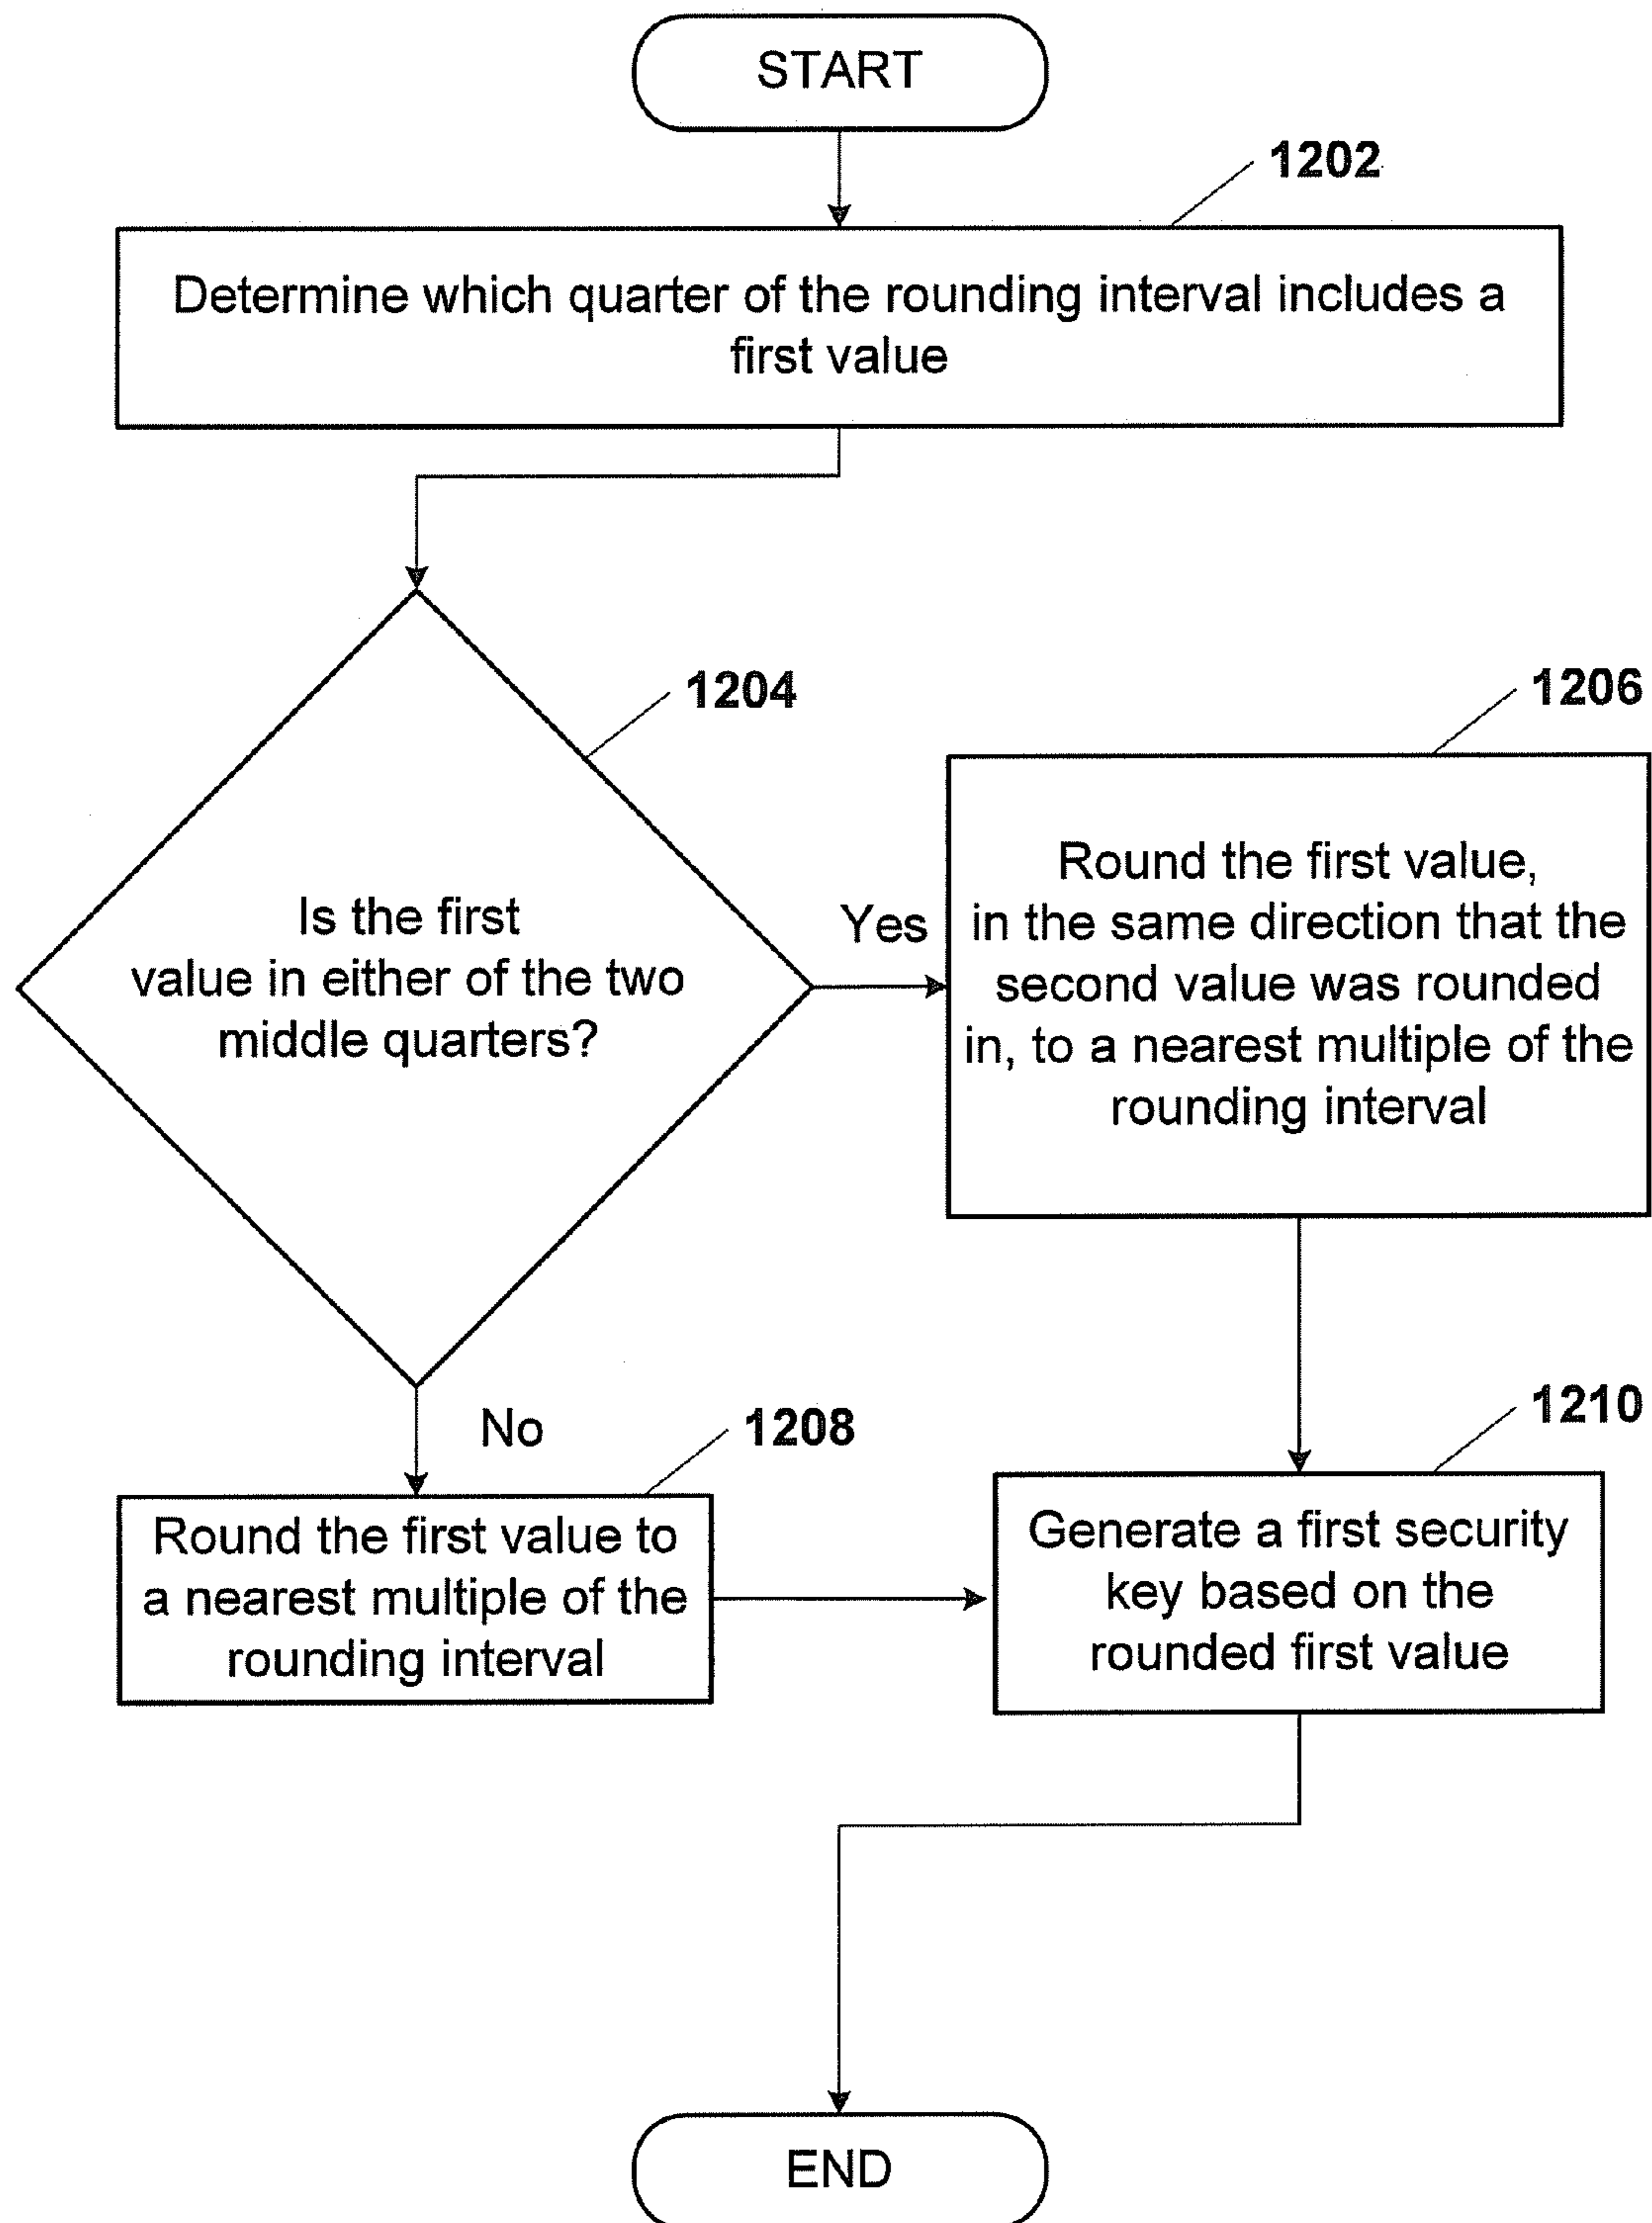 START
1202
Determine which quarter of the rounding interval includes a
first value
1204
Is the first
value in either of the two
middle quarters?
Yes
1206
Round the first value,
in the same direction that the
second value was rounded
in, to a nearest multiple of the
rounding interval
No
1208
Round the first value to
a nearest multiple of the
rounding interval
1210
Generate a first security
key based on the
rounded first value
END